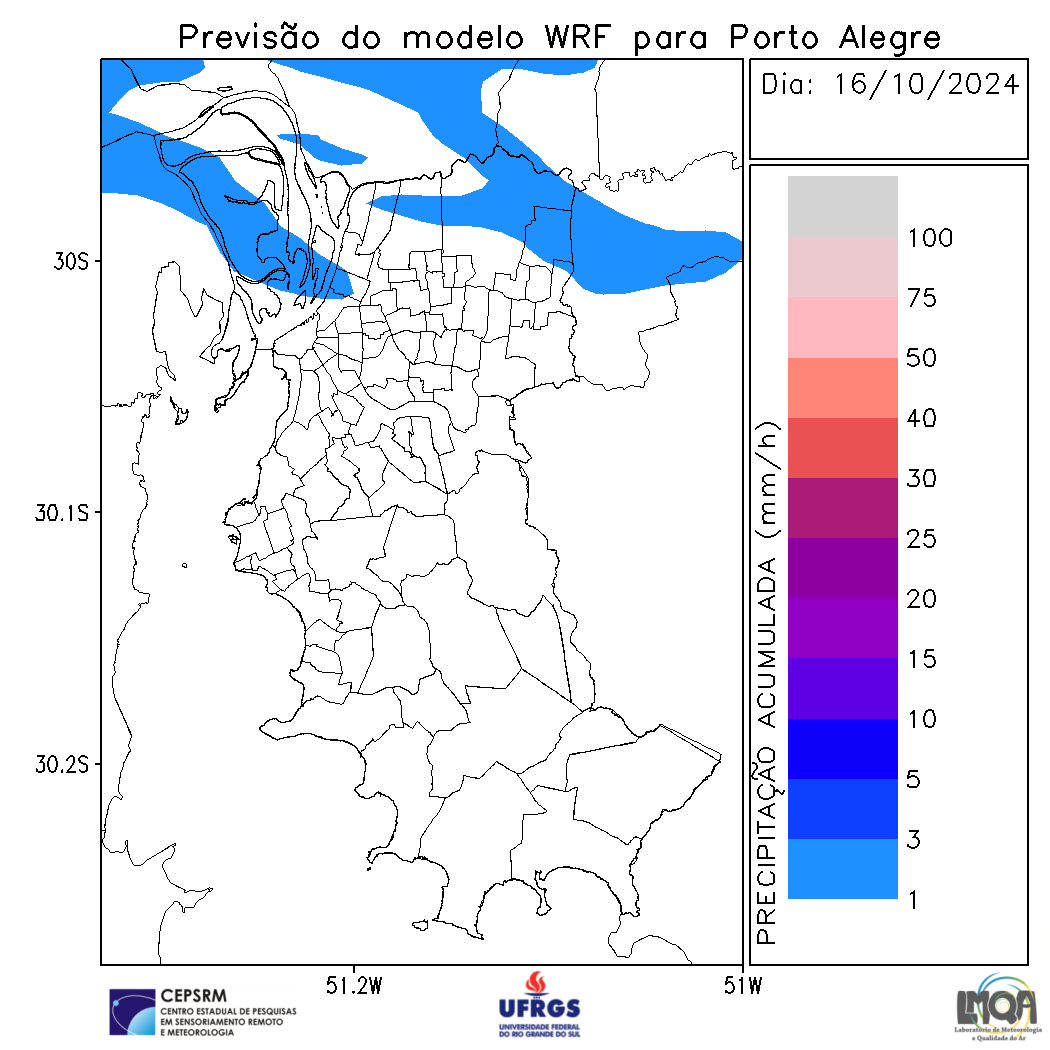 Previsão do modelo WRF para Porto Alegre
Dia: 16/10/2024
30S
30.1S
30.2S
51.2W
51W
PRECIPITAÇÃO ACUMULADA (mm/h)
100
75
50
40
30
25
20
15
10
5
3
1
CEPSRM
CENTRO ESTADUAL DE PESQUISAS
EM SENSORIAMENTO REMOTO
E METEOROLOGIA
UFRGS
UNIVERSIDADE FEDERAL
DO RIO GRANDE DO SUL
LMQA
Laboratório de Meteorologia
e Qualidade do Ar